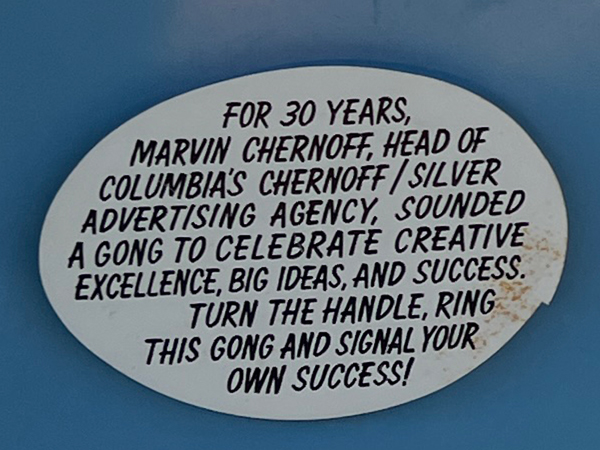 FOR 30 YEARS,
MARVIN CHERNOFF, HEAD OF
COLUMBIA'S CHERNOFF/SILVER
ADVERTISING AGENCY, SOUNDED
A GONG TO CELEBRATE CREATIVE
EXCELLENCE, BIG IDEAS, AND SUCCESS.
TURN THE HANDLE, RING
THIS GONG AND SIGNAL YOUR
OWN SUCCESS!